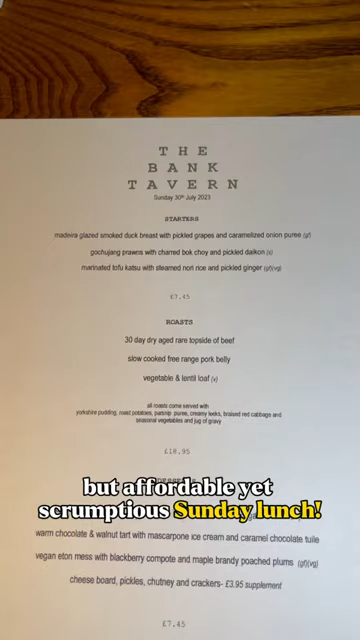 THE
BANK
TAVERN
Sunday 30th July 2023
STARTERS
madeira glazed smoked duck breast with pickled grapes and caramelized onion puree (gf)
gochujang prawns with charred bok choy and pickled daikon (s)
marinated tofu katsu with steamed nori rice and pickled ginger (gf)(vg)
£7.45
ROASTS
30 day dry aged rare topside of beef
slow cooked free range pork belly
vegetable & lentil loaf (v)
all roasts come served with
yorkshire pudding, roast potatoes, parsnip puree, creamy leeks, braised red cabbage and
seasonal vegetables and jug of gravy
£18.95
but affordable yet
scrumptious Sunday lunch!
warm chocolate & walnut tart with mascarpone ice cream and caramel chocolate tuile
vegan eton mess with blackberry compote and maple brandy poached plums (gf)(vg)
cheese board, pickles, chutney and crackers- £3.95 supplement
£7.45